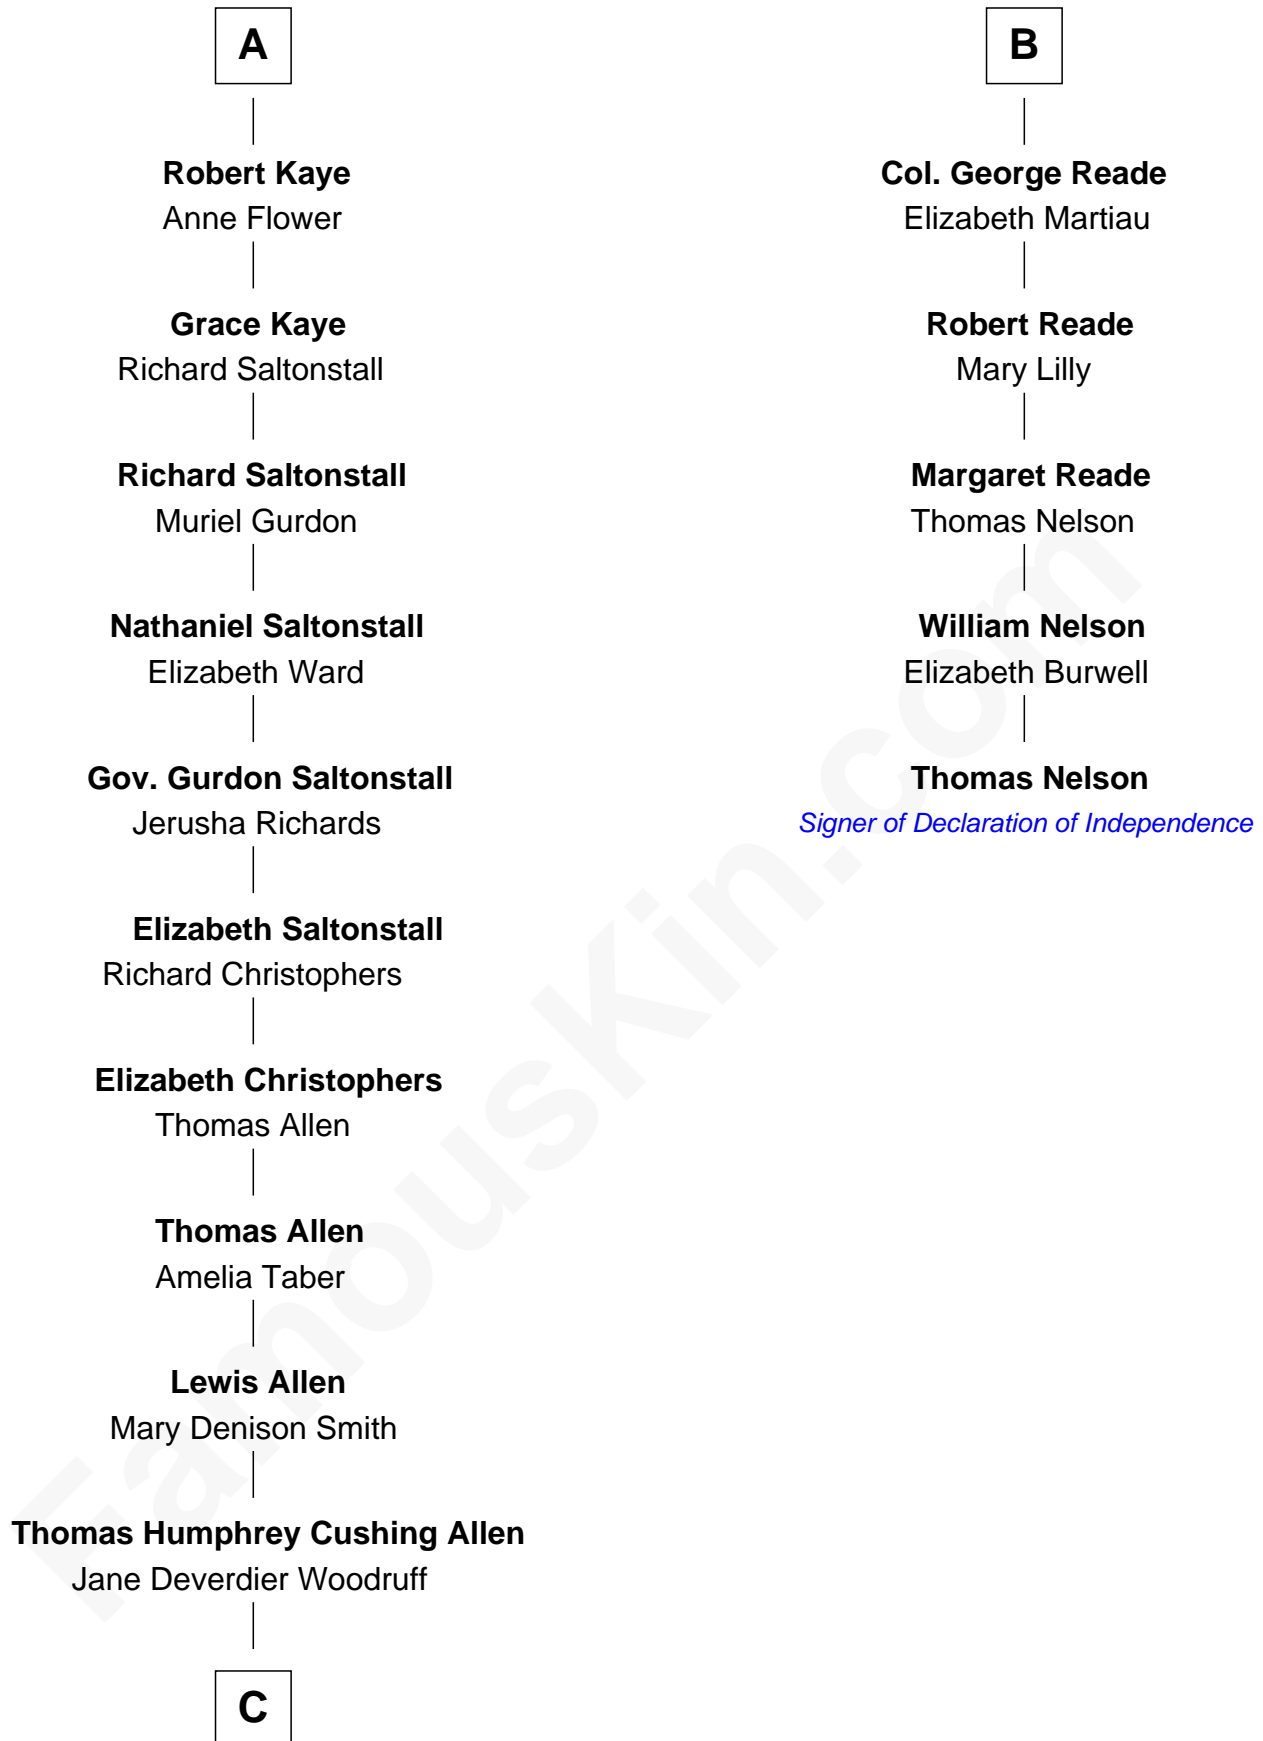 A
Robert Kaye
Anne Flower
Grace Kaye
Richard Saltonstall
Richard Saltonstall
Muriel Gurdon
Nathaniel Saltonstall
Elizabeth Ward
Gov. Gurdon Saltonstall
Jerusha Richards
Elizabeth Saltonstall
Richard Christophers
Elizabeth Christophers
Thomas Allen
Thomas Allen
Amelia Taber
Lewis Allen
Mary Denison Smith
Thomas Humphrey Cushing Allen
Jane Deverdier Woodruff
C
B
Col. George Reade
Elizabeth Martiau
Robert Reade
Mary Lilly
Margaret Reade
Thomas Nelson
William Nelson
Elizabeth Burwell
Thomas Nelson
Signer of Declaration of Independence
FamousKin.com